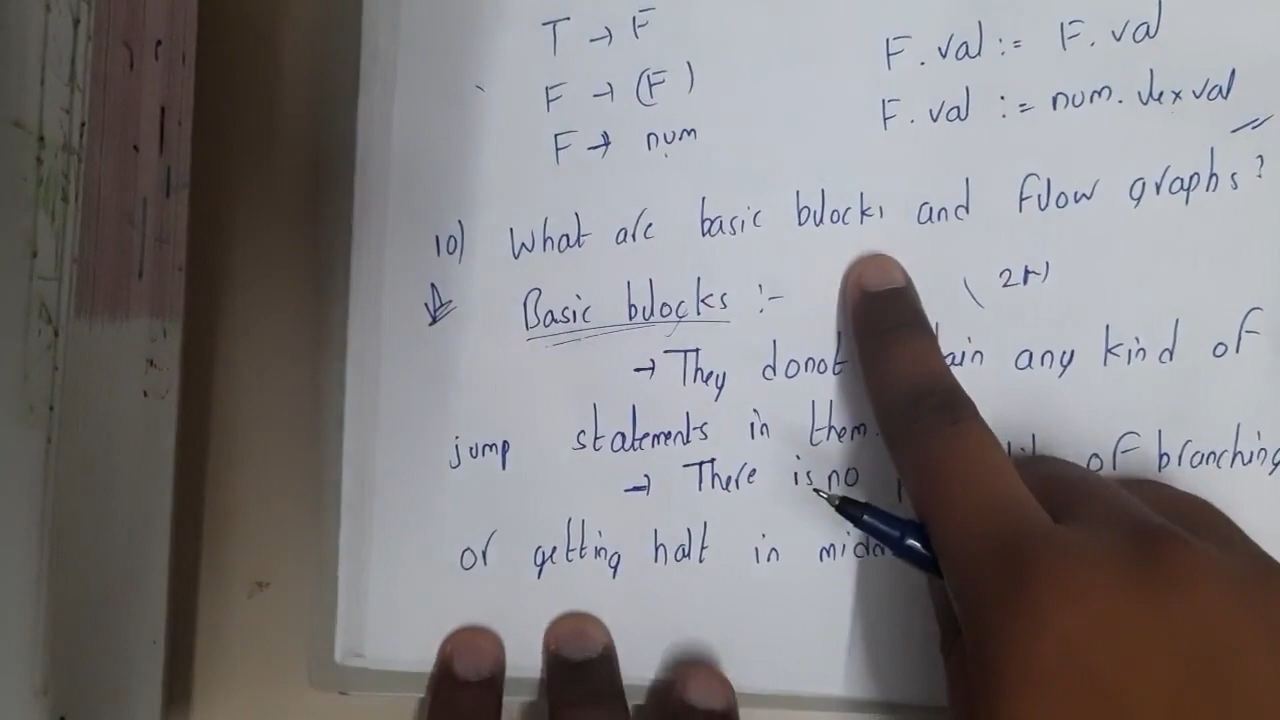 T → F F.val := F.val
F → (F) F.val := num.lexval
F → num
10) What are basic blocks and flow graphs?
Basic blocks :- (2M)
→ They donot any kind of
jump statements in them.
→ There is no of branching
or getting halt in